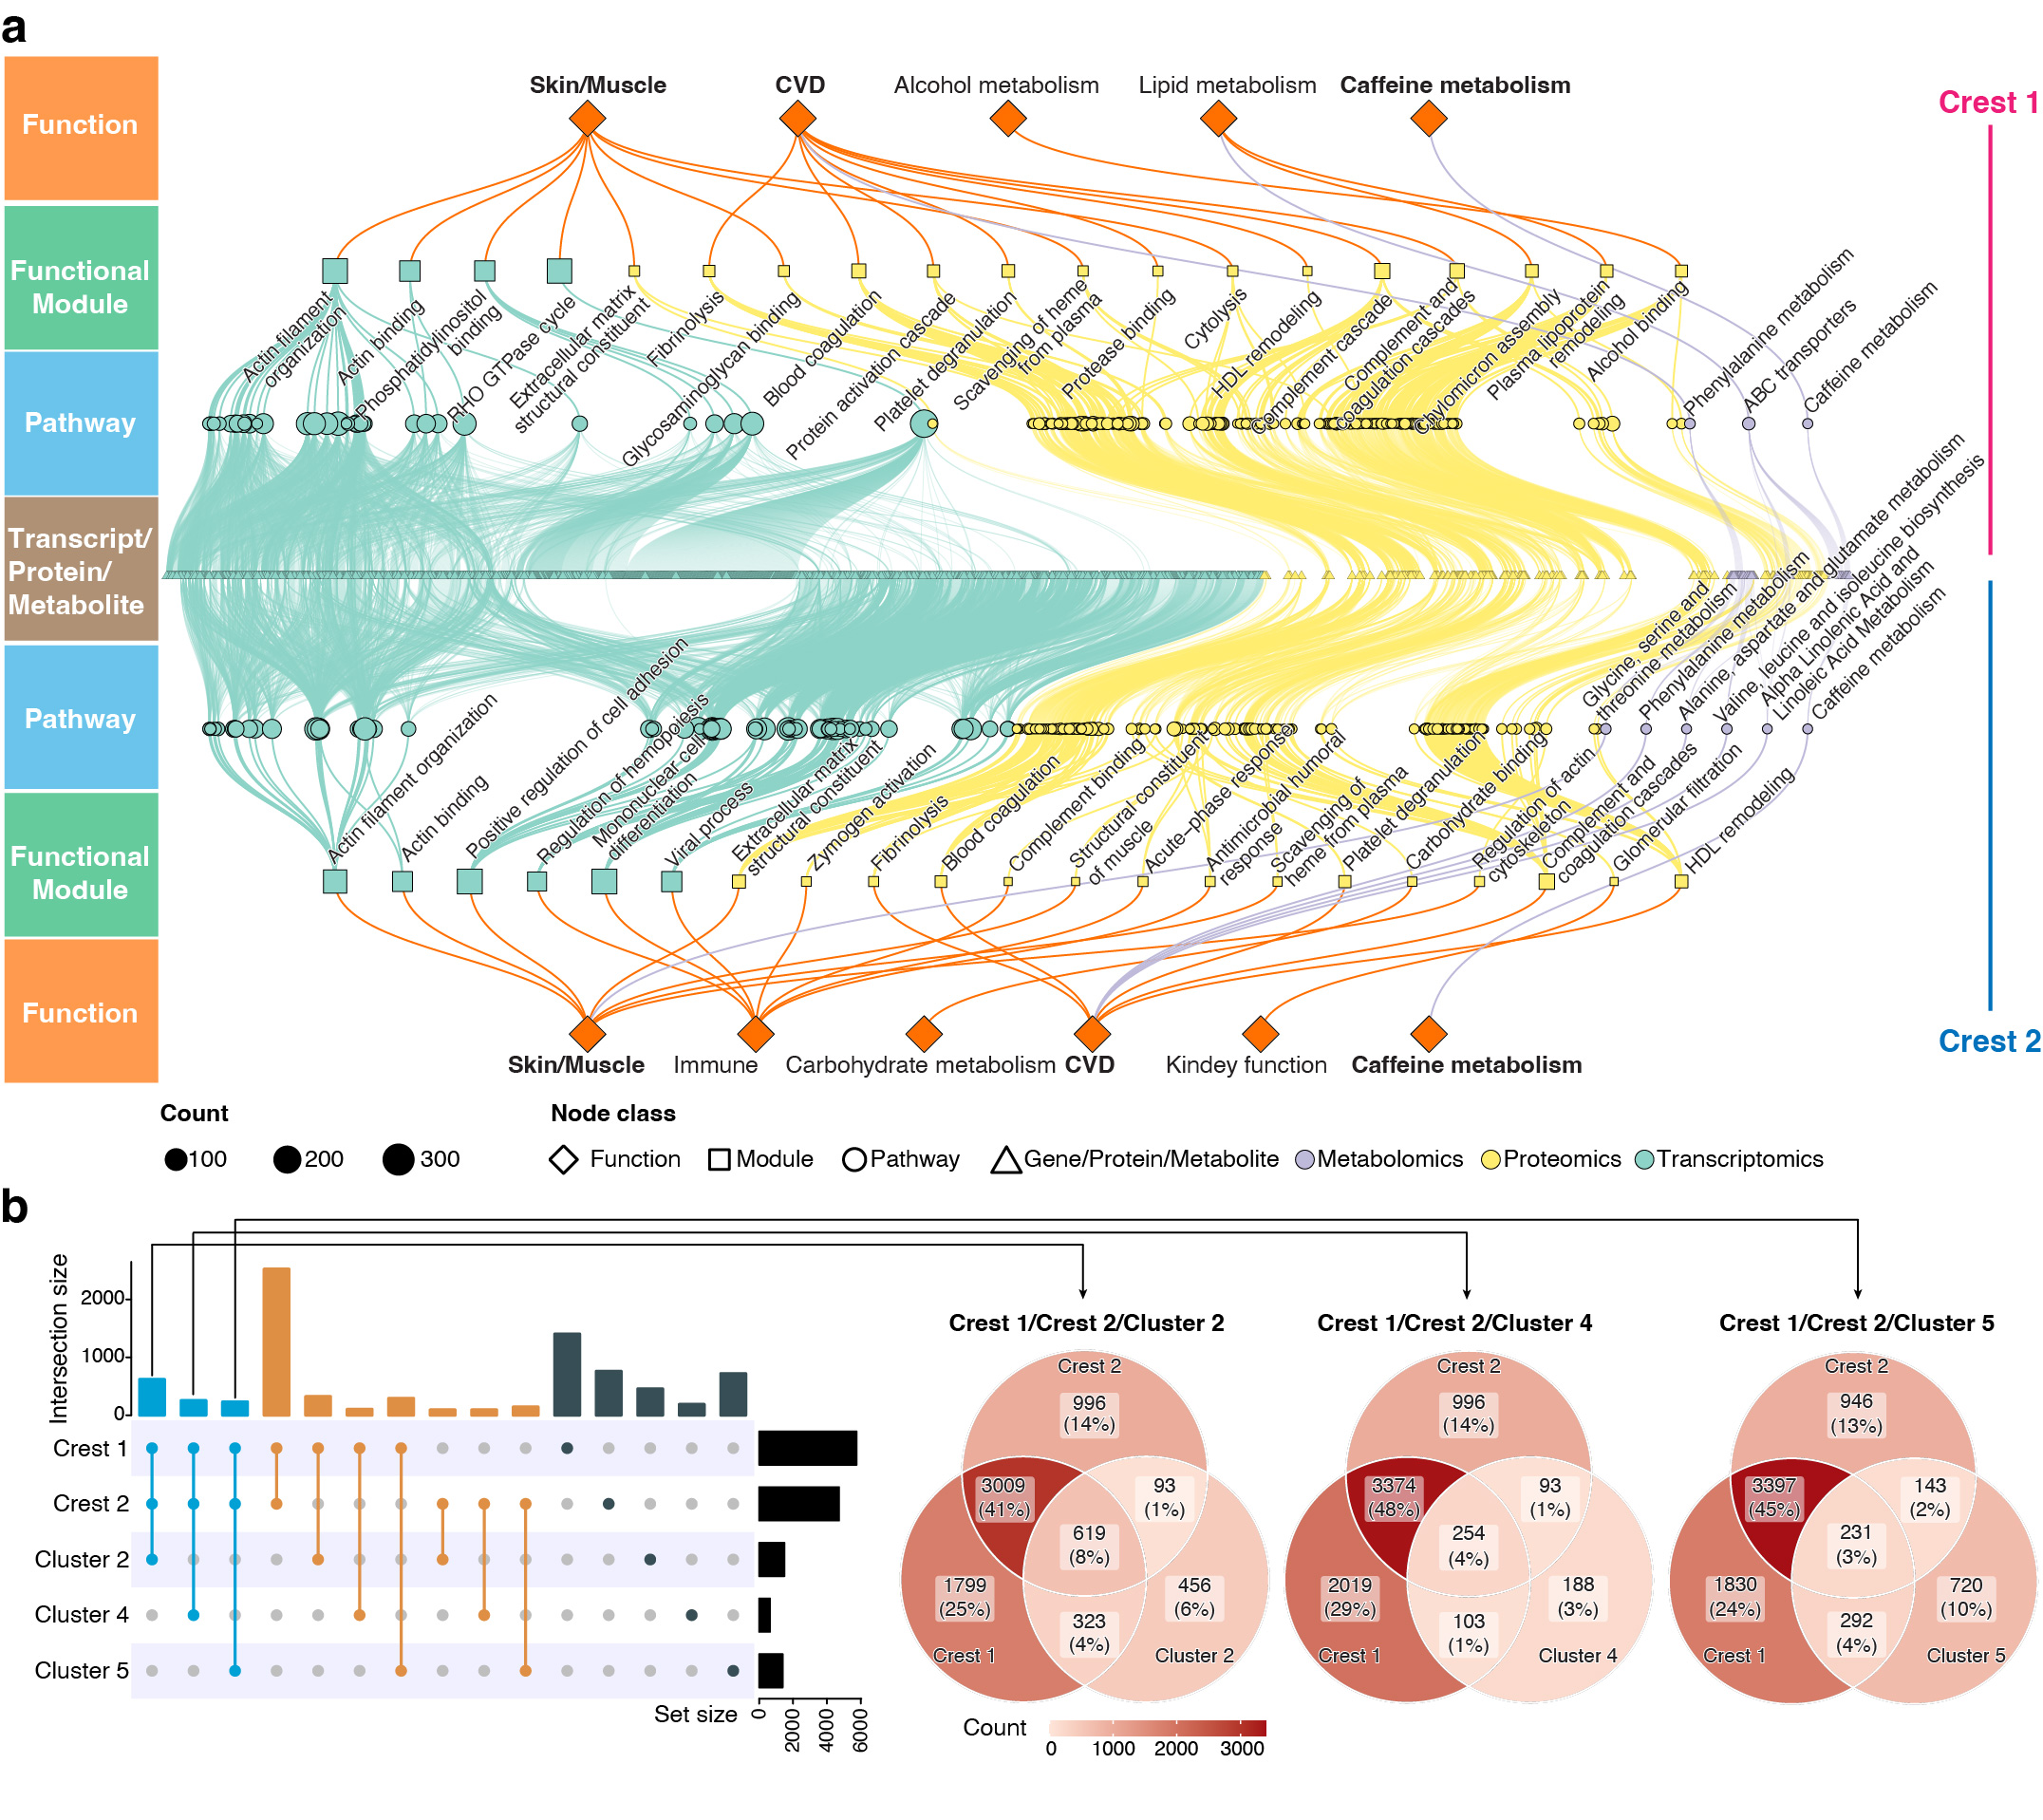 a
Function
Functional
Module
Pathway
Transcript/
Protein/
Metabolite
Pathway
Functional
Module
Function
Skin/Muscle
CVD
Alcohol metabolism
Lipid metabolism
Caffeine metabolism
Crest 1
Actin filament
organization
Actin binding
Phosphatidylinositol
binding
RHO GTPase cycle
Extracellular matrix
structural constituent
Fibrinolysis
Glycosaminoglycan binding
Blood coagulation
Protein activation cascade
Platelet degranulation
Scavenging of heme
from plasma
Protease binding
Cytolysis
HDL remodeling
Complement cascade
Complement and
coagulation cascades
Chylomicron assembly
Plasma lipoprotein
remodeling
Alcohol binding
Phenylalanine metabolism
ABC transporters
Caffeine metabolism
Actin filament organization
Actin binding
Positive regulation of cell adhesion
Regulation of hemopoiesis
Mononuclear cell
differentiation
Viral process
Extracellular matrix
structural constituent
Zymogen activation
Fibrinolysis
Blood coagulation
Complement binding
Structural constituent
of muscle
Acute–phase response
Antimicrobial humoral
response
Scavenging of
heme from plasma
Platelet degranulation
Carbohydrate binding
Regulation of actin
cytoskeleton
Complement and
coagulation cascades
Glomerular filtration
HDL remodeling
Glycine, serine and
threonine metabolism
Phenylalanine metabolism
Alanine, aspartate and glutamate metabolism
Valine, leucine and isoleucine biosynthesis
Alpha Linolenic Acid and
Linoleic Acid Metabolism
Caffeine metabolism
Skin/Muscle
Immune
Carbohydrate metabolism
CVD
Kindey function
Caffeine metabolism
Crest 2
Count
100
200
300
Node class
Function
Module
Pathway
Gene/Protein/Metabolite
Metabolomics
Proteomics
Transcriptomics
b
Intersection size
2000
1000
0
Crest 1
Crest 2
Cluster 2
Cluster 4
Cluster 5
Set size
0
2000
4000
6000
Crest 1/Crest 2/Cluster 2
Crest 2
996
(14%)
3009
(41%)
93
(1%)
619
(8%)
1799
(25%)
456
(6%)
323
(4%)
Crest 1
Cluster 2
Crest 1/Crest 2/Cluster 4
Crest 2
996
(14%)
3374
(48%)
93
(1%)
254
(4%)
2019
(29%)
188
(3%)
103
(1%)
Crest 1
Cluster 4
Crest 1/Crest 2/Cluster 5
Crest 2
946
(13%)
3397
(45%)
143
(2%)
231
(3%)
1830
(24%)
720
(10%)
292
(4%)
Crest 1
Cluster 5
Count
0
1000
2000
3000